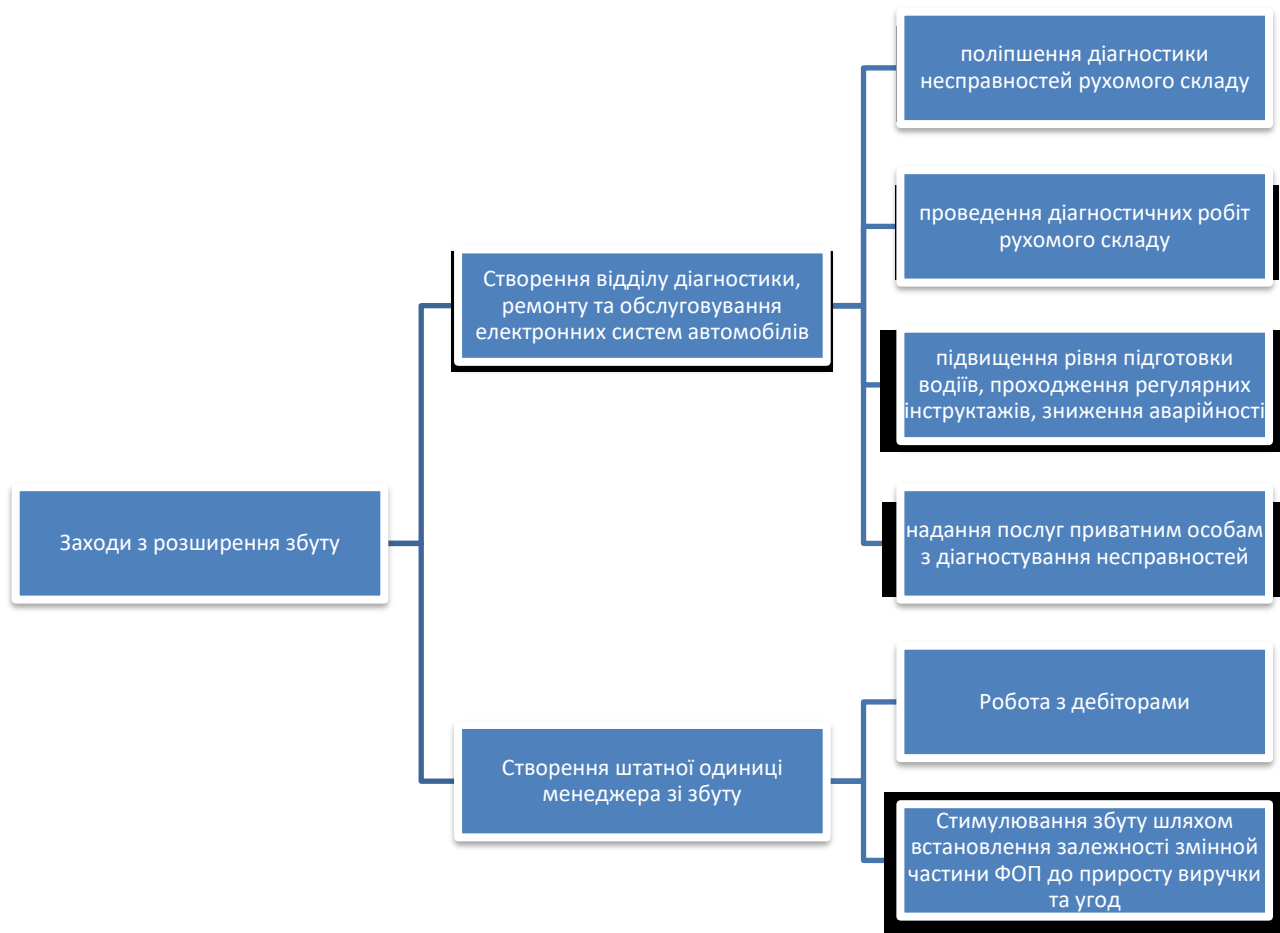 Заходи з розширення збуту
Створення відділу діагностики,
ремонту та обслуговування
електронних систем автомобілів
поліпшення діагностики
несправностей рухомого складу
проведення діагностичних робіт
рухомого складу
підвищення рівня підготовки
водіїв, проходження регулярних
інструктажів, зниження аварійності
надання послуг приватним особам
з діагностування несправностей
Створення штатної одиниці
менеджера зі збуту
Робота з дебіторами
Стимулювання збуту шляхом
встановлення залежності змінної
частини ФОП до приросту виручки
та угод